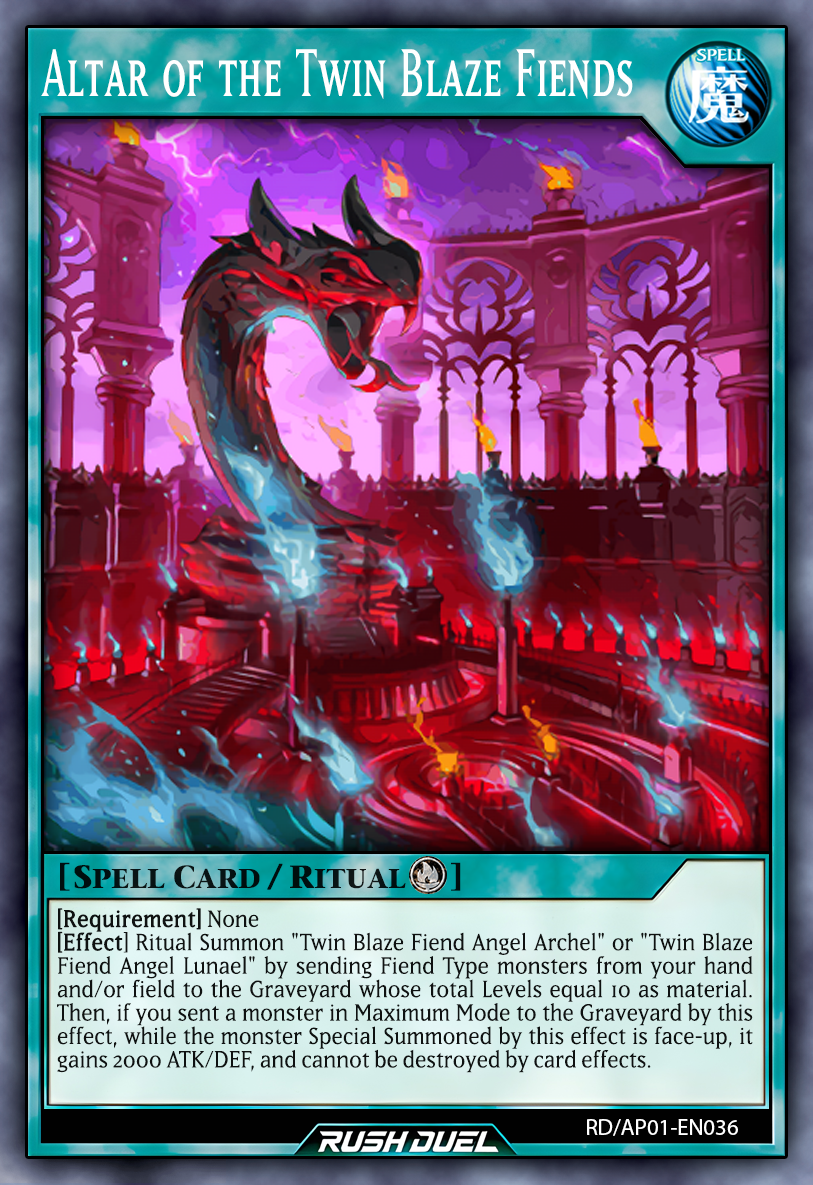 Altar of the Twin Blaze Fiends
SPELL
魔
[Spell Card / Ritual]
[Requirement] None
[Effect] Ritual Summon "Twin Blaze Fiend Angel Archel" or "Twin Blaze
Fiend Angel Lunael" by sending Fiend Type monsters from your hand
and/or field to the Graveyard whose total Levels equal 10 as material.
Then, if you sent a monster in Maximum Mode to the Graveyard by this
effect, while the monster Special Summoned by this effect is face-up, it
gains 2000 ATK/DEF, and cannot be destroyed by card effects.
RD/AP01-EN036
RUSH DUEL